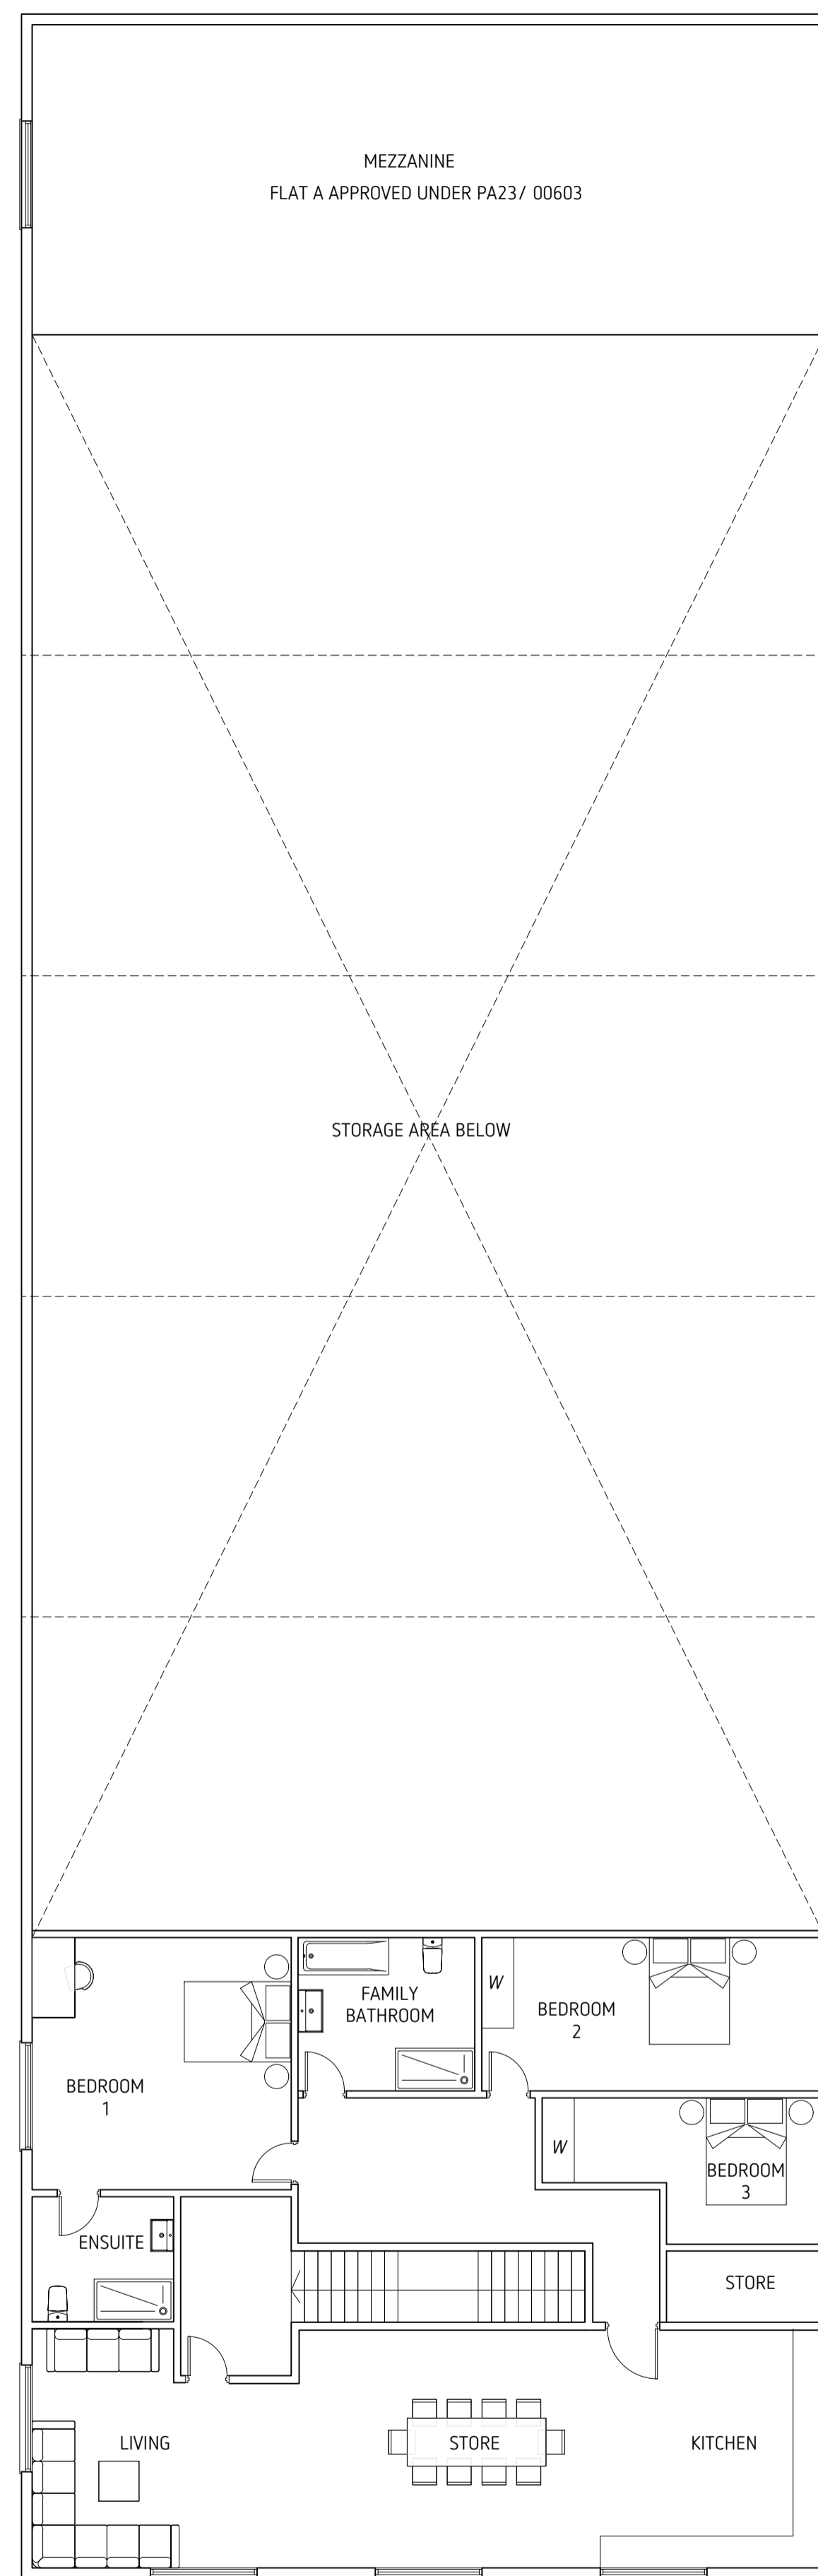 MEZZANINE
FLAT A APPROVED UNDER PA23/ 00603
STORAGE AREA BELOW
FAMILY
BATHROOM
W
BEDROOM
2
BEDROOM
1
W
BEDROOM
3
ENSUITE
STORE
LIVING
STORE
KITCHEN